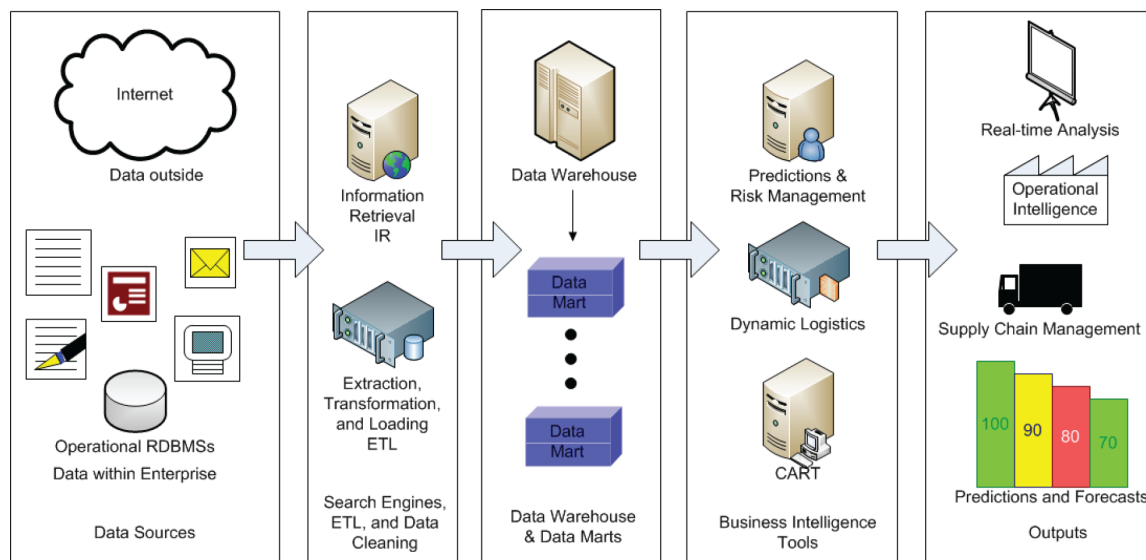 Internet
Data outside
Operational RDBMSs
Data within Enterprise
Data Sources
Information
Retrieval
IR
Extraction,
Transformation,
and Loading
ETL
Search Engines,
ETL, and Data
Cleaning
Data Warehouse
Data
Mart
Data
Mart
Data Warehouse
& Data Marts
Predictions &
Risk Management
Dynamic Logistics
CART
Business Intelligence
Tools
Real-time Analysis
Operational
Intelligence
Supply Chain Management
100
90
80
70
Predictions and Forecasts
Outputs